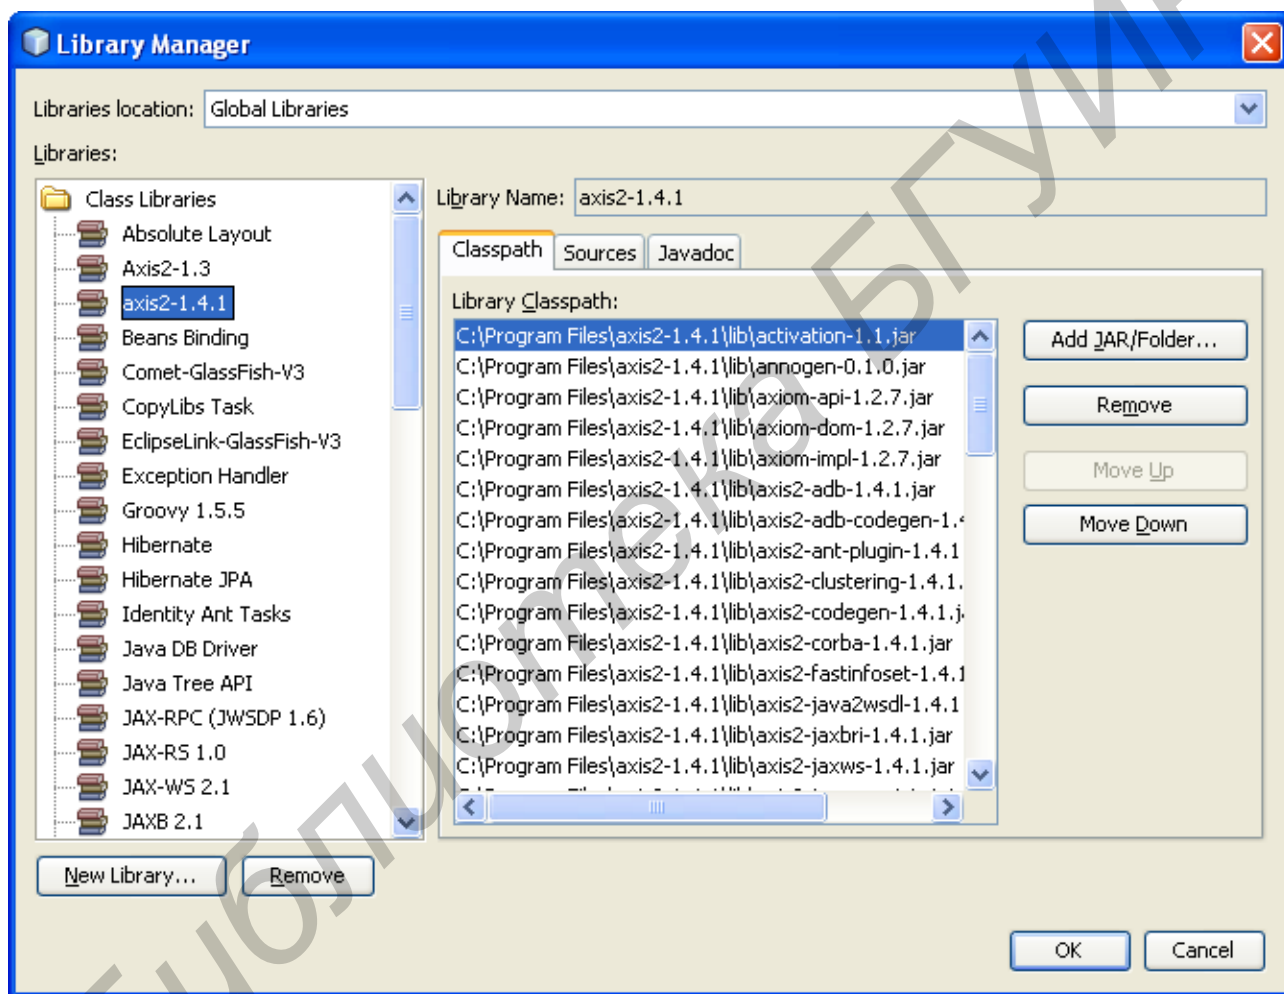 Library Manager
Libraries location: Global Libraries
Libraries:
Class Libraries
Absolute Layout
Axis2-1.3
axis2-1.4.1
Beans Binding
Comet-GlassFish-V3
CopyLibs Task
EclipseLink-GlassFish-V3
Exception Handler
Groovy 1.5.5
Hibernate
Hibernate JPA
Identity Ant Tasks
Java DB Driver
Java Tree API
JAX-RPC (JWSDP 1.6)
JAX-RS 1.0
JAX-WS 2.1
JAXB 2.1
New Library... Remove
Library Name: axis2-1.4.1
Classpath Sources Javadoc
Library Classpath:
C:\Program Files\axis2-1.4.1\lib\activation-1.1.jar
C:\Program Files\axis2-1.4.1\lib\annogen-0.1.0.jar
C:\Program Files\axis2-1.4.1\lib\axiom-api-1.2.7.jar
C:\Program Files\axis2-1.4.1\lib\axiom-dom-1.2.7.jar
C:\Program Files\axis2-1.4.1\lib\axiom-impl-1.2.7.jar
C:\Program Files\axis2-1.4.1\lib\axis2-adb-1.4.1.jar
C:\Program Files\axis2-1.4.1\lib\axis2-adb-codegen-1.4
C:\Program Files\axis2-1.4.1\lib\axis2-ant-plugin-1.4.1
C:\Program Files\axis2-1.4.1\lib\axis2-clustering-1.4.1.
C:\Program Files\axis2-1.4.1\lib\axis2-codegen-1.4.1.j
C:\Program Files\axis2-1.4.1\lib\axis2-corba-1.4.1.jar
C:\Program Files\axis2-1.4.1\lib\axis2-fastinfoset-1.4.1
C:\Program Files\axis2-1.4.1\lib\axis2-java2wsdl-1.4.1
C:\Program Files\axis2-1.4.1\lib\axis2-jaxbri-1.4.1.jar
C:\Program Files\axis2-1.4.1\lib\axis2-jaxws-1.4.1.jar
Add JAR/Folder...
Remove
Move Up
Move Down
OK Cancel
библиотека БГУИР